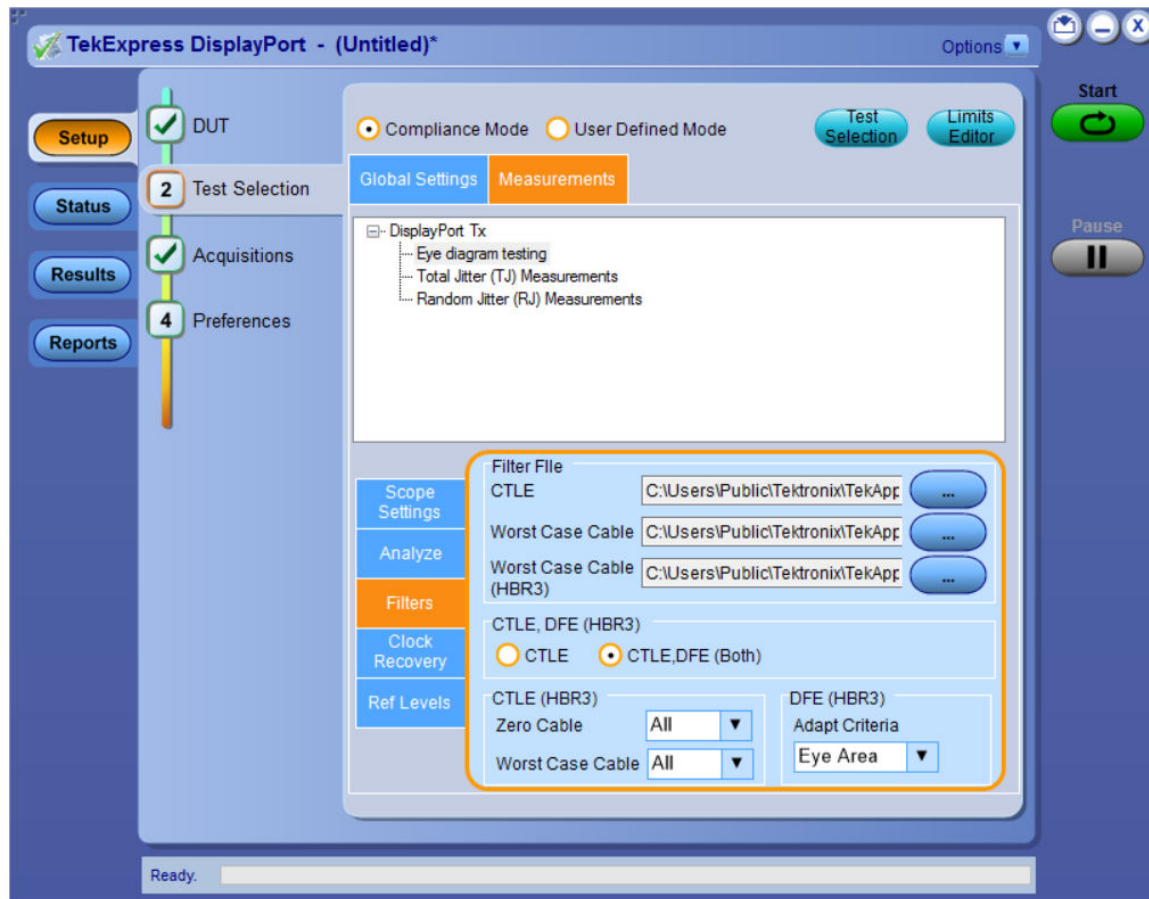 TekExpress DisplayPort - (Untitled)*
Options
Setup
Status
Results
Reports
DUT
2 Test Selection
Acquisitions
4 Preferences
Compliance Mode
User Defined Mode
Test
Selection
Limits
Editor
Global Settings
Measurements
DisplayPort Tx
Eye diagram testing
Total Jitter (TJ) Measurements
Random Jitter (RJ) Measurements
Scope
Settings
Analyze
Filters
Clock
Recovery
Ref Levels
Filter FIle
CTLE
C:\Users\Public\Tektronix\TekApp
...
Worst Case Cable
C:\Users\Public\Tektronix\TekApp
...
Worst Case Cable
(HBR3)
C:\Users\Public\Tektronix\TekApp
...
CTLE, DFE (HBR3)
CTLE
CTLE,DFE (Both)
CTLE (HBR3)
Zero Cable
All
Worst Case Cable
All
DFE (HBR3)
Adapt Criteria
Eye Area
Start
Pause
X
Ready.